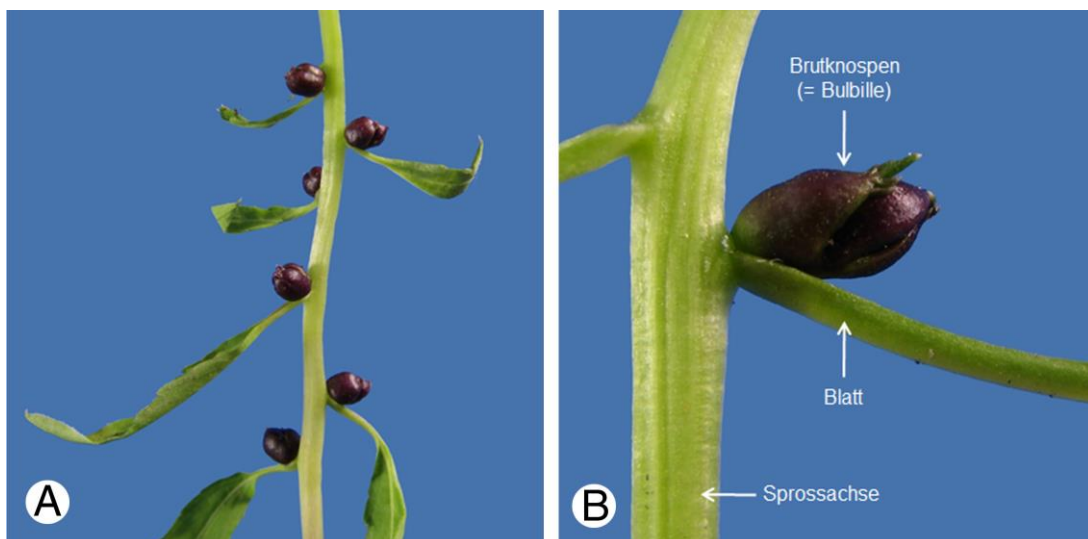 A
B
Brutknospen
(= Bulbille)
Blatt
Sprossachse